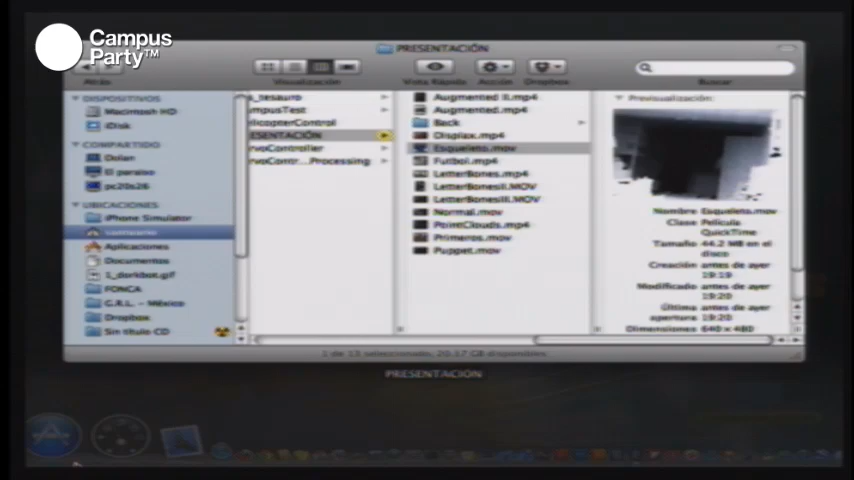 Campus
Party™
PRESENTACIÓN
Atrás
Visualización
Vista Rápida
Acción
Dropbox
Buscar
DISPOSITIVOS
Macintosh HD
iDisk
COMPARTIDO
Dolan
El paraiso
pc20s26
UBICACIONES
iPhone Simulator
Aplicaciones
Documentos
1_dorkbot.gif
FONCA
G.R.L. - México
Dropbox
Sin título CD
s_tesauro
mpusTest
licopterControl
ESENTACIÓN
rvoController
rvoContr...Processing
Augmented II.mp4
Augmented.mp4
Back
Displax.mp4
Esqueleto.mov
Futbol.mp4
LetterBones.mp4
LetterBonesII.MOV
LetterBonesIII.MOV
Normal.mov
PointClouds.mp4
Primeros.mov
Puppet.mov
Previsualización:
Nombre Esqueleto.mov
Clase Película
QuickTime
Tamaño 44.2 MB en el
disco
Creación antes de ayer
19:19
Modificado antes de ayer
19:20
Última antes de ayer
apertura 19:20
Dimensiones 640 x 480
1 de 13 seleccionado, 20.17 GB disponibles
PRESENTACIÓN